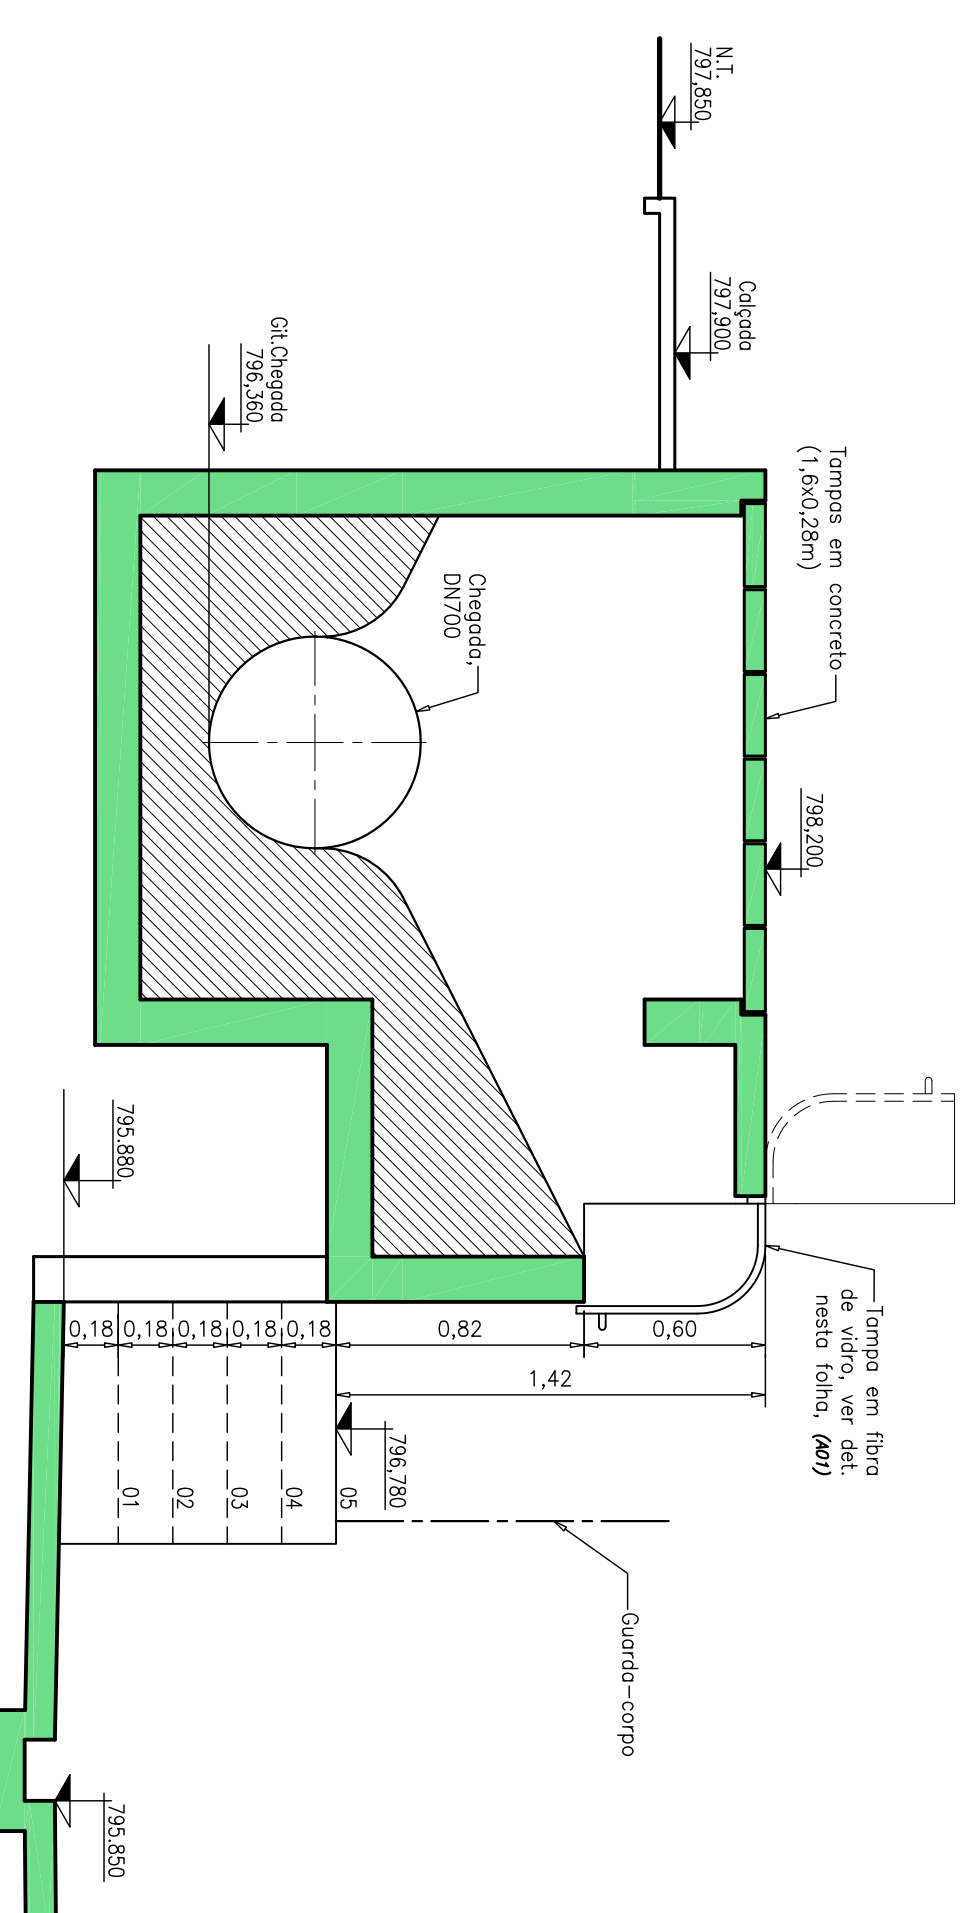 N.T.
797,850
Calçada
797,900
Tampas em concreto
(1,6x0,28m)
798,200
Git.Chegada
796,360
Chegada,
DN700
795.880
Tampa em fibra
de vidro, ver det.
nesta folha, (A01)
0,18
0,18
0,18
0,18
0,18
0,82
0,60
1,42
796,780
01
02
03
04
05
Guarda-corpo
795.850